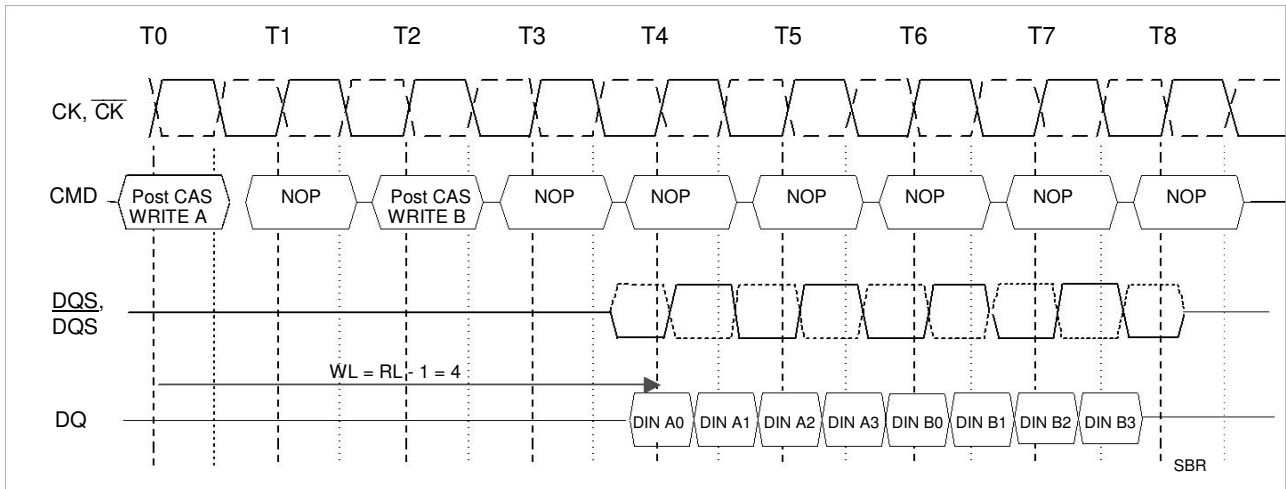 T0 T1 T2 T3 T4 T5 T6 T7 T8
CK, CK
CMD
Post CAS
WRITE A
NOP
Post CAS
WRITE B
NOP
NOP
NOP
NOP
NOP
NOP
DQS,
DQS
WL = RL - 1 = 4
DQ
DIN A0 DIN A1 DIN A2 DIN A3 DIN B0 DIN B1 DIN B2 DIN B3
SBR